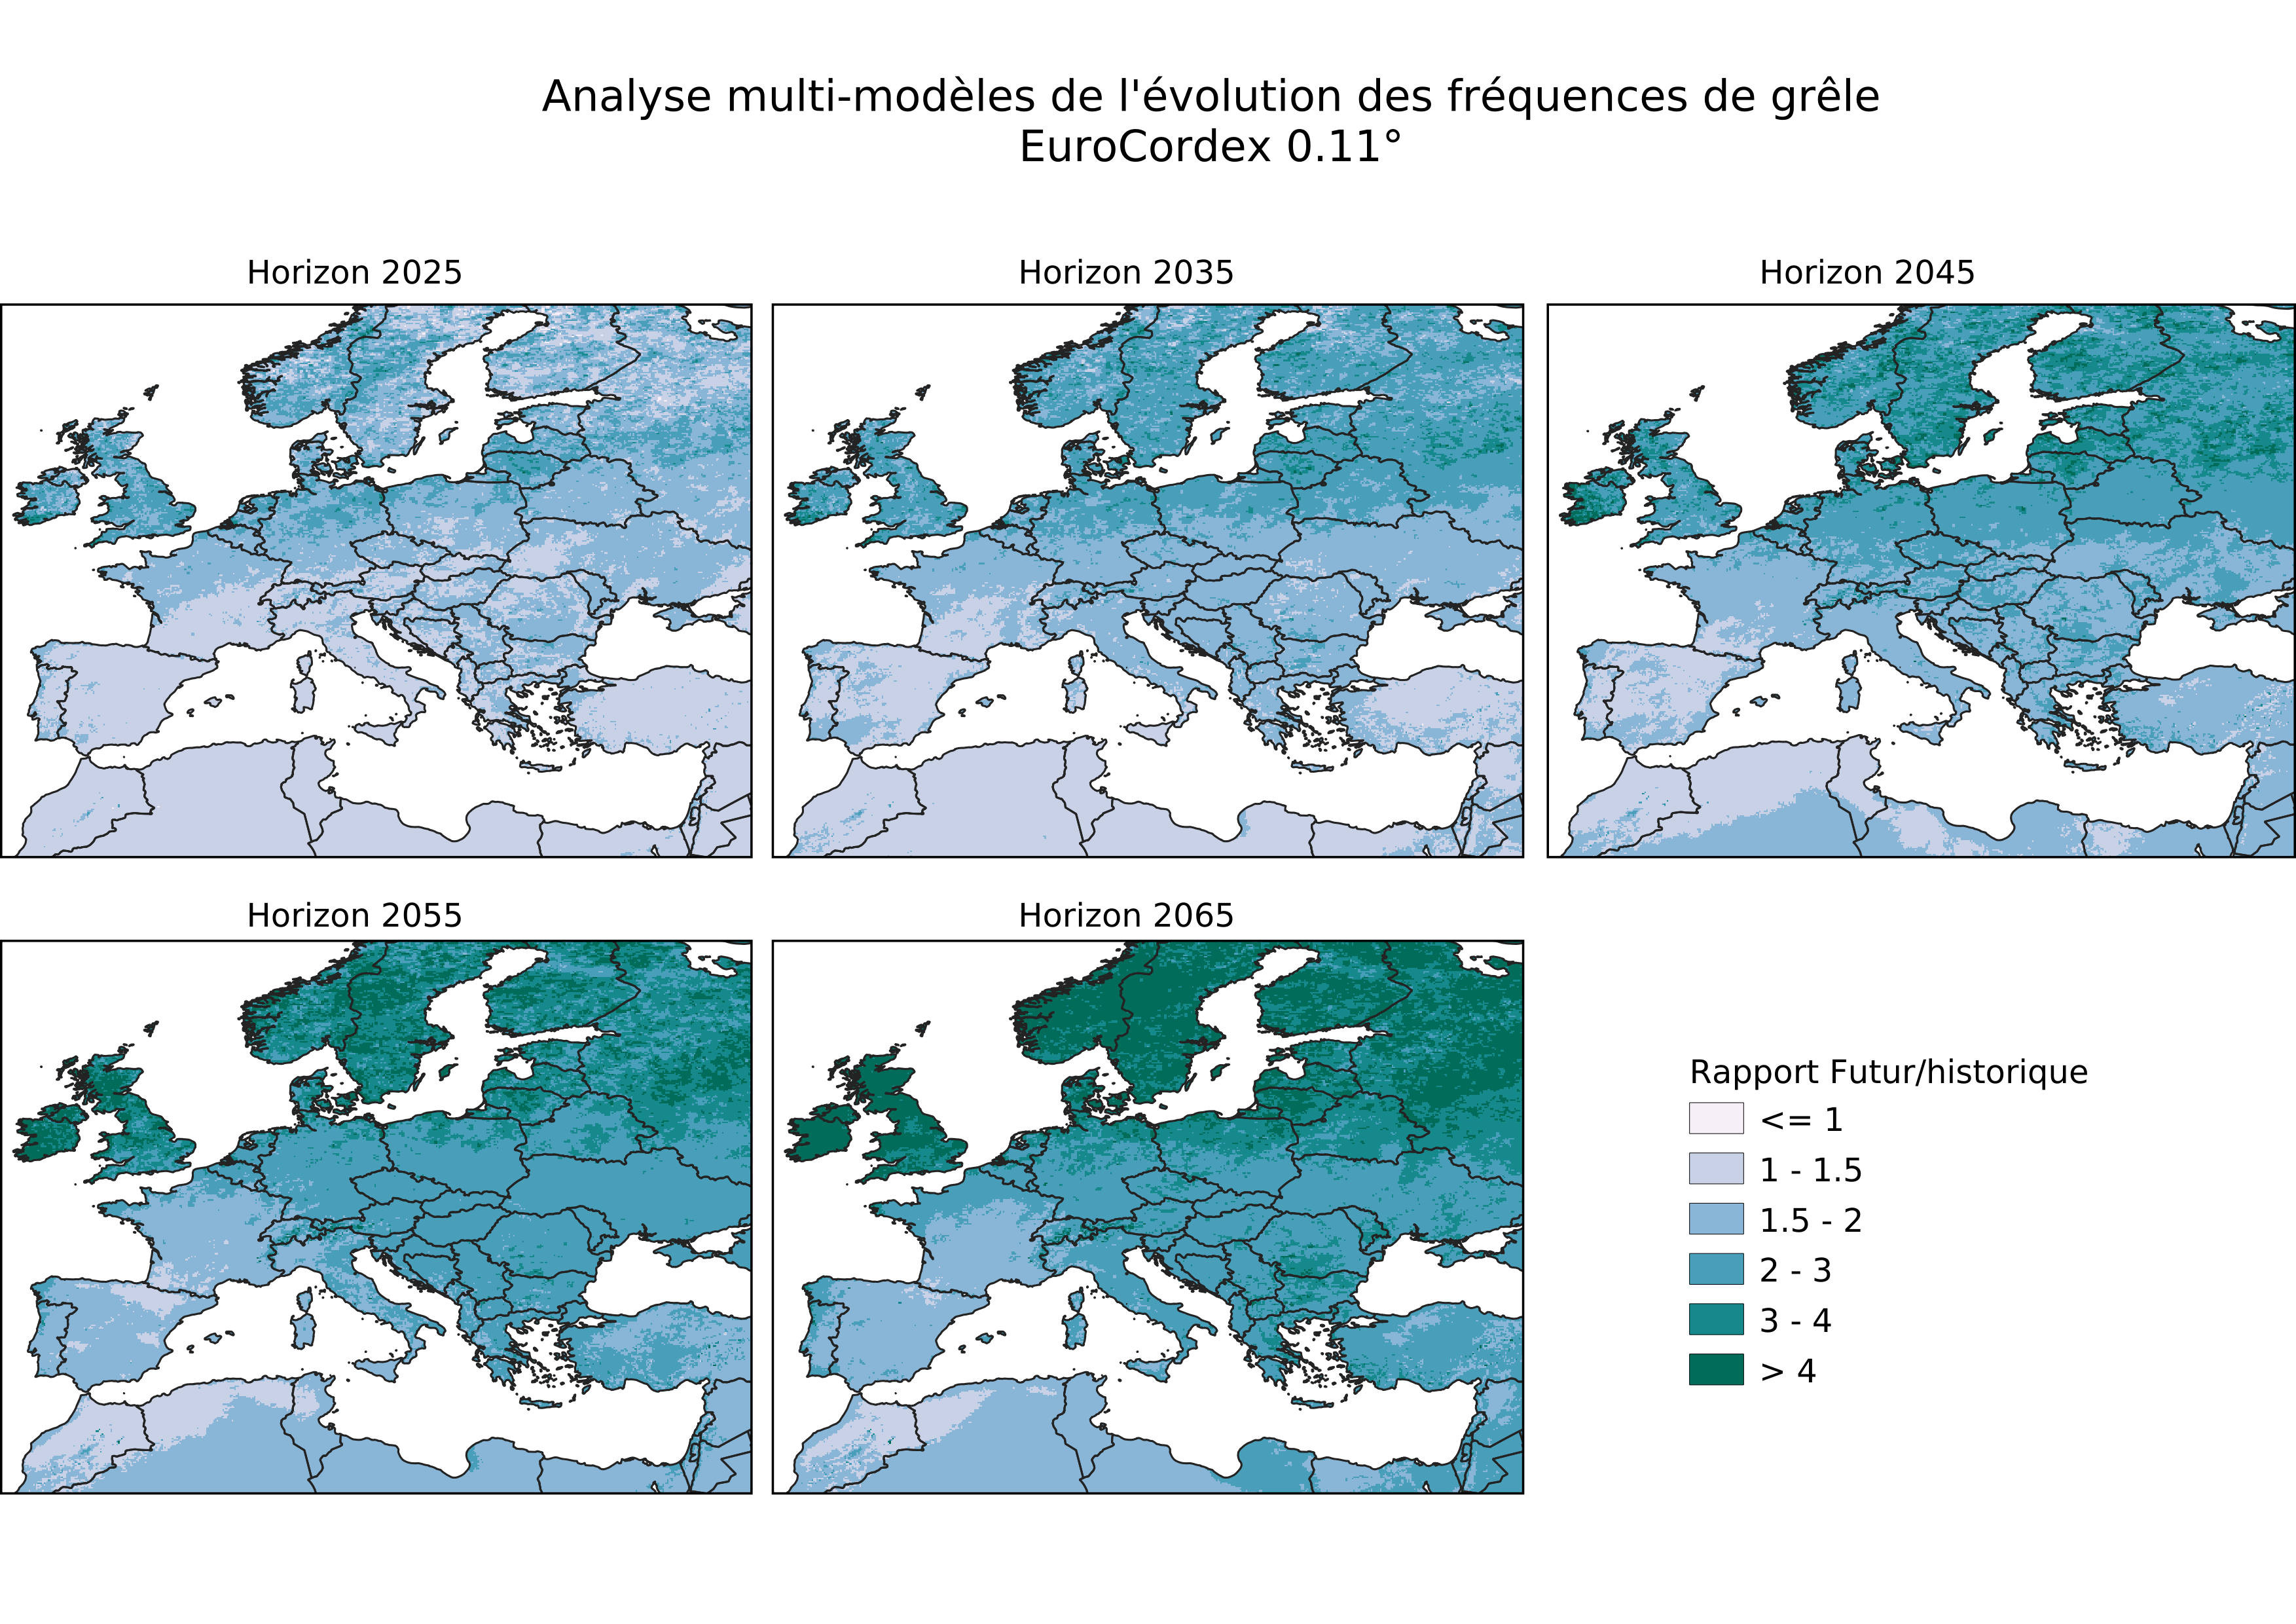 Analyse multi-modèles de l'évolution des fréquences de grêle
EuroCordex 0.11°
Horizon 2025
Horizon 2035
Horizon 2045
Horizon 2055
Horizon 2065
Rapport Futur/historique
<= 1
1 - 1.5
1.5 - 2
2 - 3
3 - 4
> 4